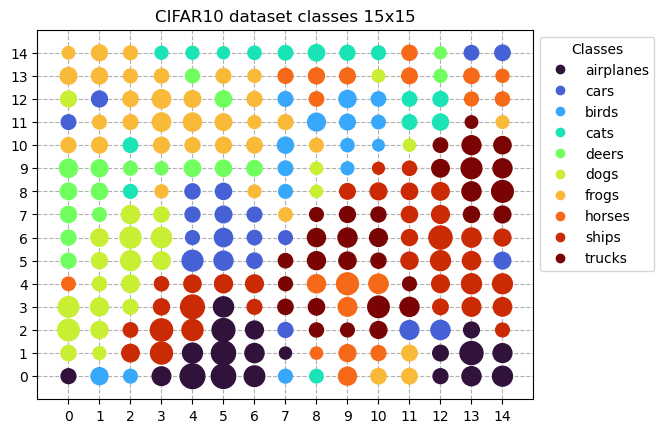 CIFAR10 dataset classes 15x15
14
13
12
11
10
9
8
7
6
5
4
3
2
1
0
0 1 2 3 4 5 6 7 8 9 10 11 12 13 14
Classes
airplanes
cars
birds
cats
deers
dogs
frogs
horses
ships
trucks